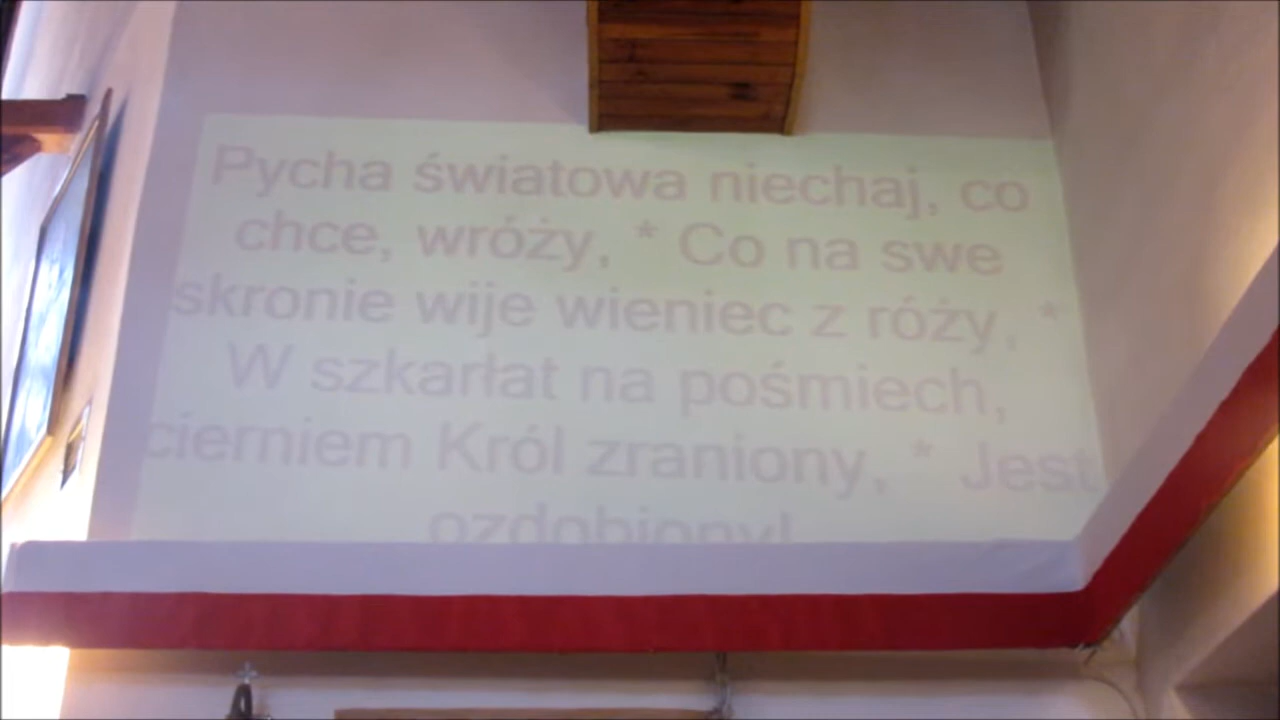 Pycha światowa niechaj, co
chce, wróży, * Co na swe
skronie wije wieniec z róży, *
W szkarłat na pośmiech,
cierniem Król zraniony, * Jest
ozdobiony!